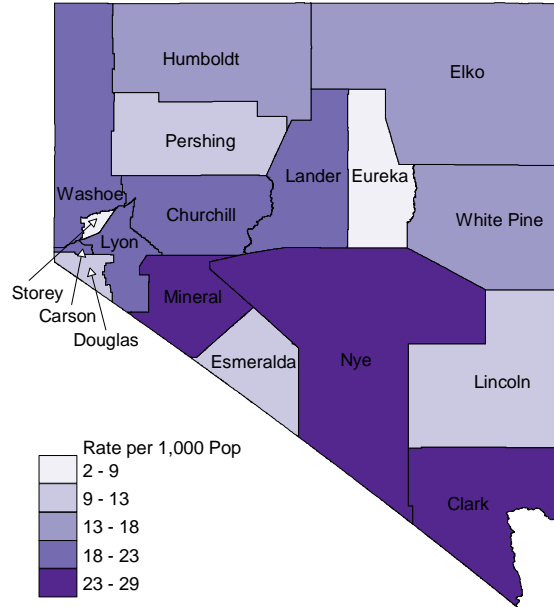 Humboldt
Elko
Pershing
Lander
Eureka
Washoe
Churchill
White Pine
Lyon
Storey
Carson
Mineral
Douglas
Esmeralda
Nye
Lincoln
Rate per 1,000 Pop
2 - 9
9 - 13
13 - 18
18 - 23
23 - 29
Clark